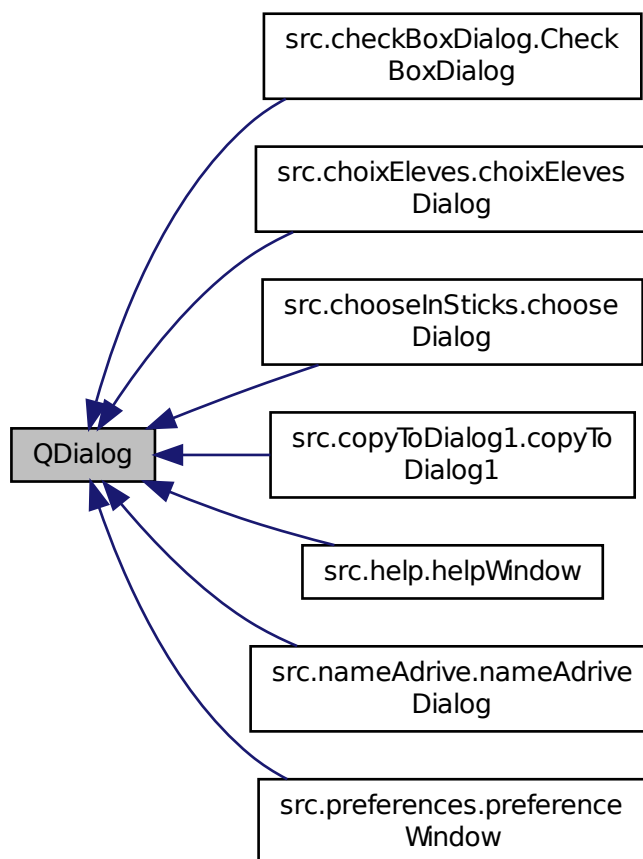 src.checkBoxDialog.Check
BoxDialog
src.choixEleves.choixEleves
Dialog
src.chooseInSticks.choose
Dialog
QDialog
src.copyToDialog1.copyTo
Dialog1
src.help.helpWindow
src.nameAdrive.nameAdrive
Dialog
src.preferences.preference
Window